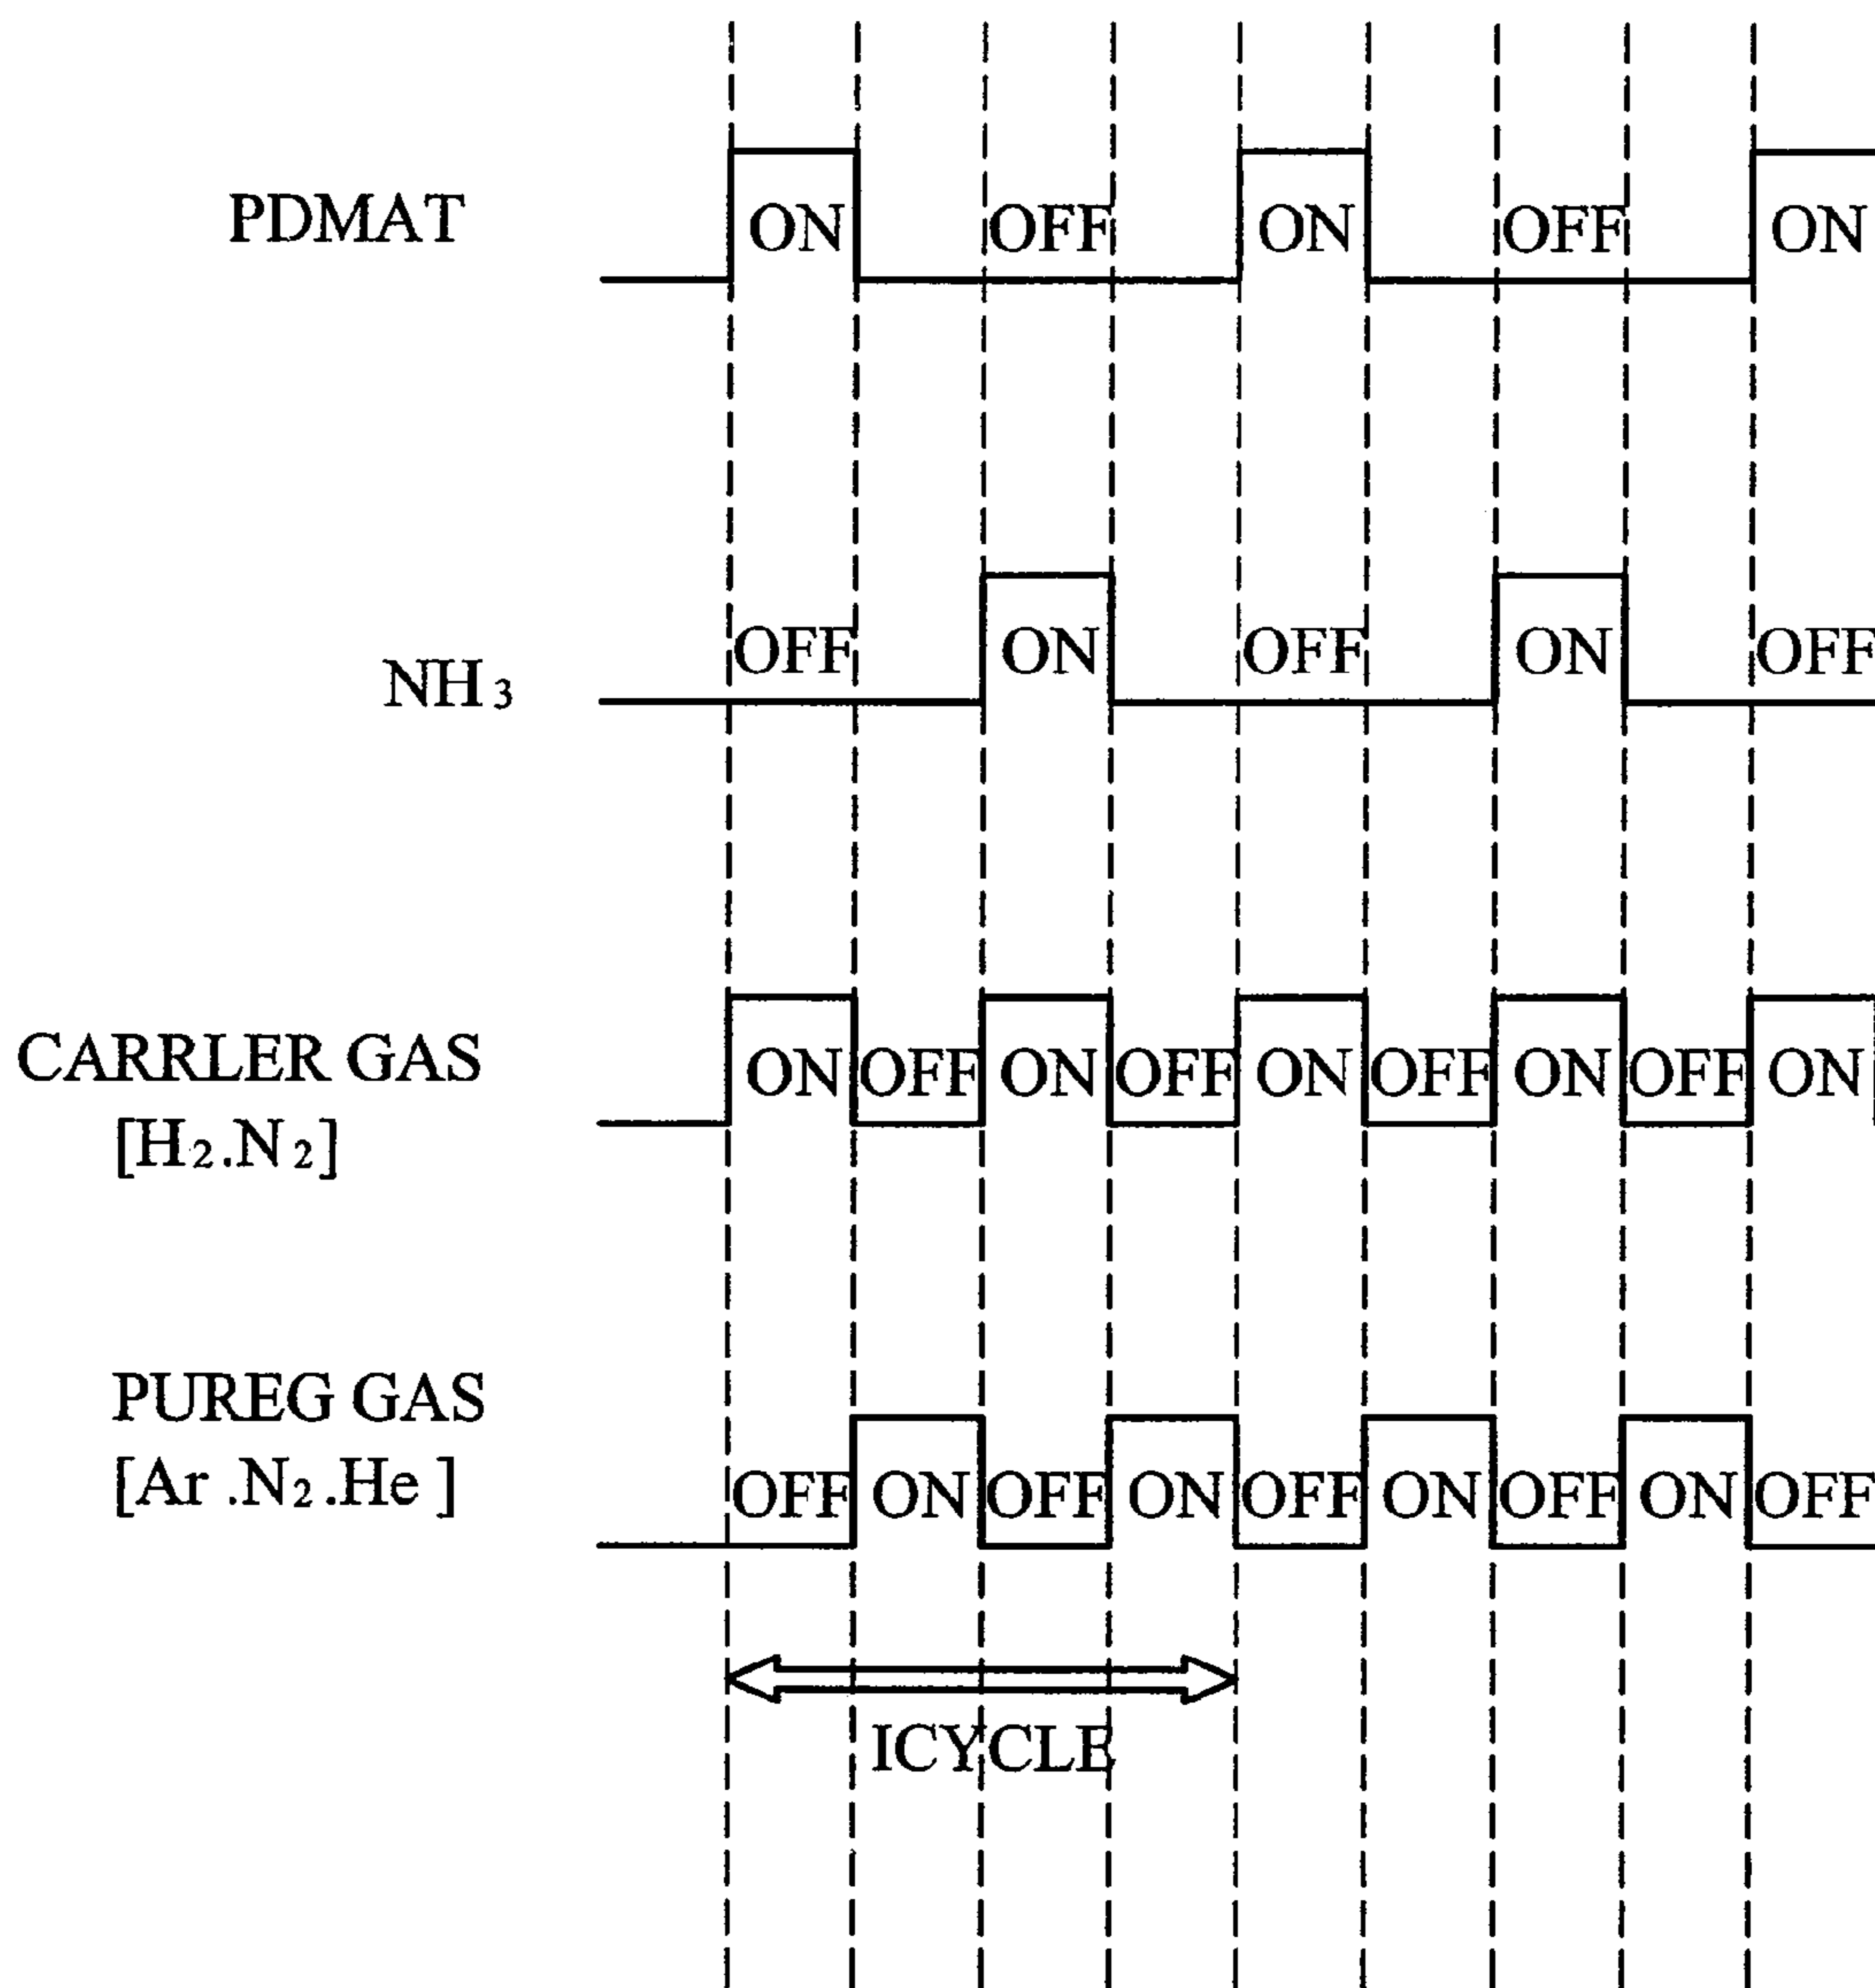 PDMAT
ON OFF ON OFF ON
NH3
OFF ON OFF ON OFF
CARRLER GAS
[H2.N2]
ON OFF ON OFF ON OFF ON OFF ON
PUREG GAS
[Ar .N2.He ]
OFF ON OFF ON OFF ON OFF ON OFF
ICYCLE